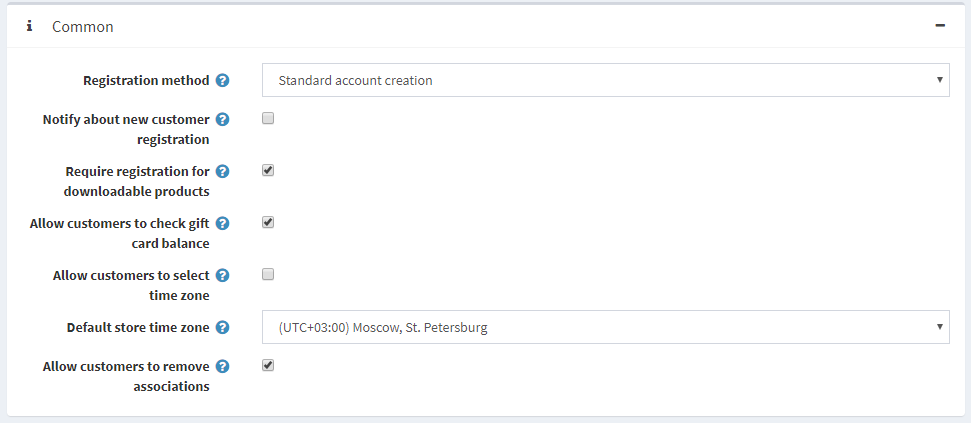 Common
Registration method
Standard account creation
Notify about new customer
registration
Require registration for
downloadable products
Allow customers to check gift
card balance
Allow customers to select
time zone
Default store time zone
(UTC+03:00) Moscow, St. Petersburg
Allow customers to remove
associations